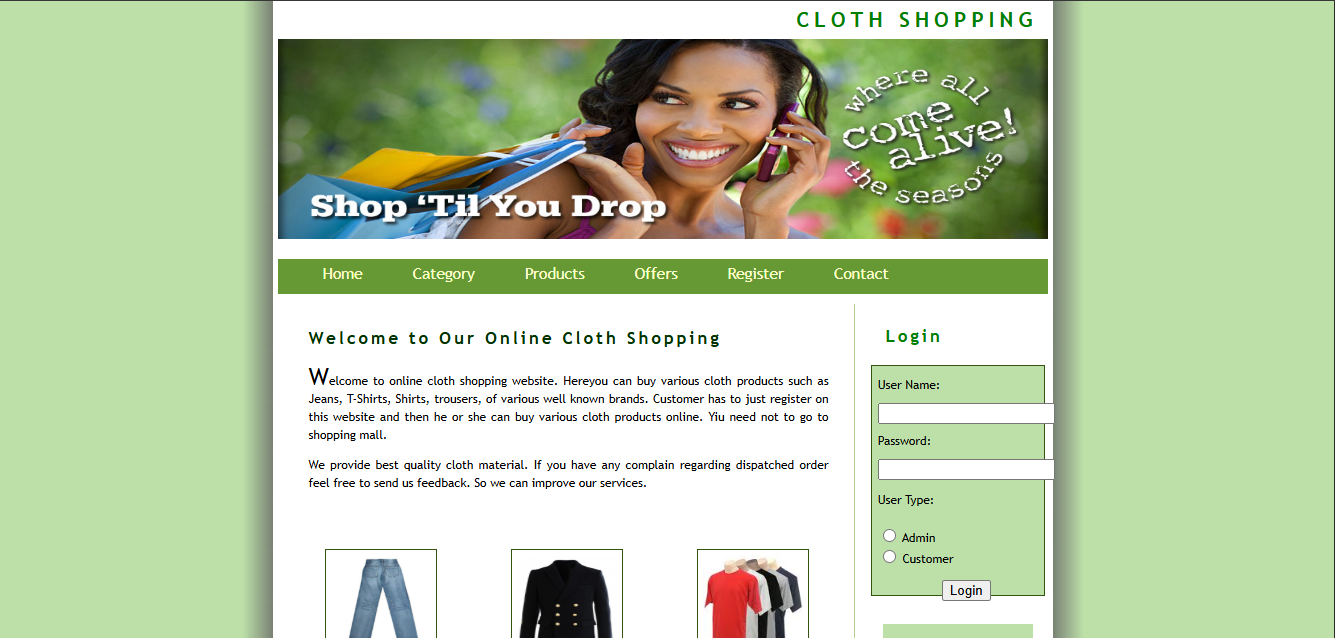 CLOTH SHOPPING
where all
come
alive!
the seasons
Shop ‘Til You Drop
Home Category Products Offers Register Contact
Welcome to Our Online Cloth Shopping
Welcome to online cloth shopping website. Hereyou can buy various cloth products such as
Jeans, T-Shirts, Shirts, trousers, of various well known brands. Customer has to just register on
this website and then he or she can buy various cloth products online. Yiu need not to go to
shopping mall.
We provide best quality cloth material. If you have any complain regarding dispatched order
feel free to send us feedback. So we can improve our services.
Login
User Name:
Password:
User Type:
Admin
Customer
Login